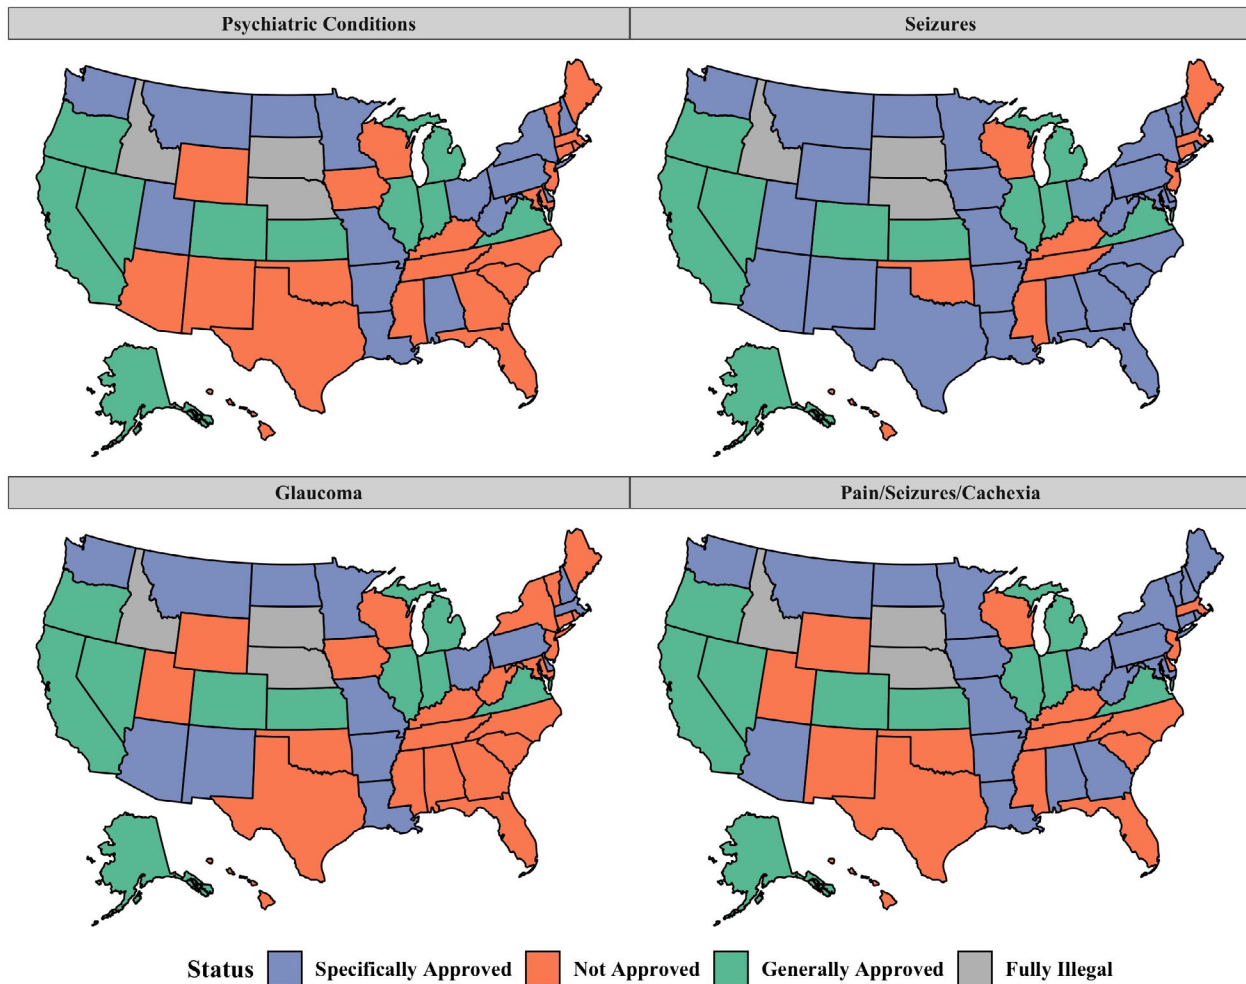 Psychiatric Conditions
Seizures
Glaucoma
Pain/Seizures/Cachexia
Status Specifically Approved Not Approved Generally Approved Fully Illegal